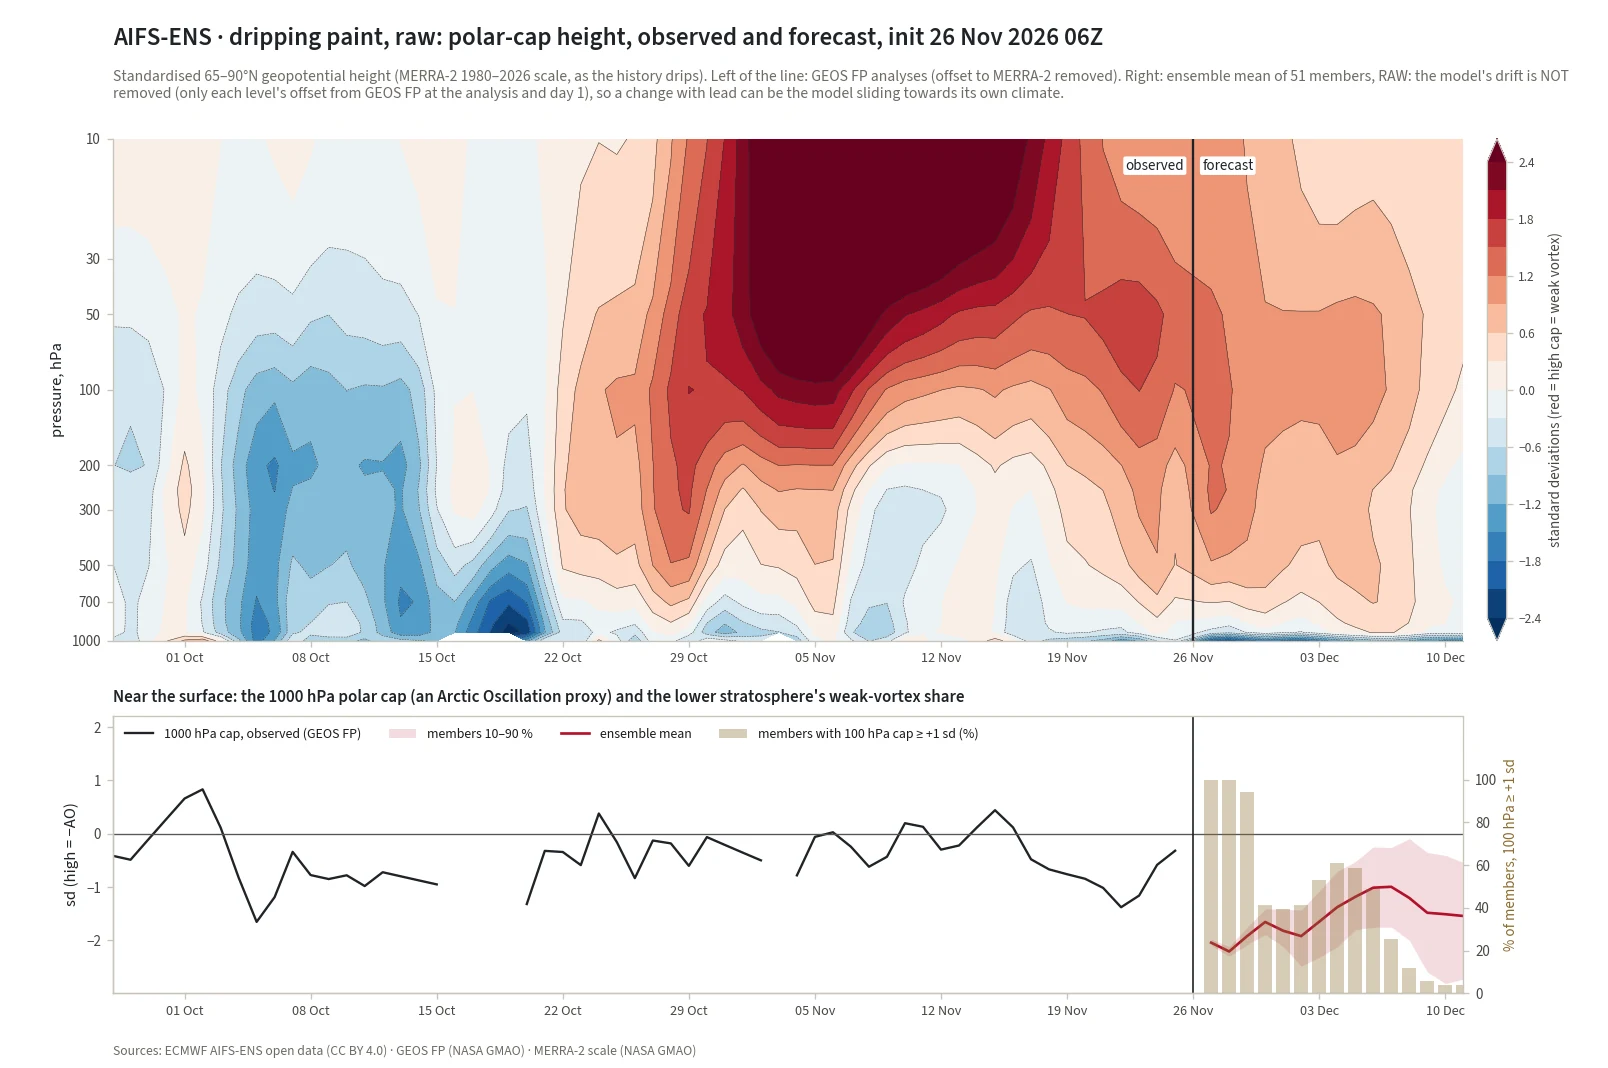 AIFS-ENS · dripping paint, raw: polar-cap height, observed and forecast, init 26 Nov 2026 06Z
Standardised 65–90°N geopotential height (MERRA-2 1980–2026 scale, as the history drips). Left of the line: GEOS FP analyses (offset to MERRA-2 removed). Right: ensemble mean of 51 members, RAW: the model's drift is NOT
removed (only each level's offset from GEOS FP at the analysis and day 1), so a change with lead can be the model sliding towards its own climate.
pressure, hPa
10
30
50
100
200
300
500
700
1000
observed
forecast
01 Oct
08 Oct
15 Oct
22 Oct
29 Oct
05 Nov
12 Nov
19 Nov
26 Nov
03 Dec
10 Dec
2.4
1.8
1.2
0.6
0.0
−0.6
−1.2
−1.8
−2.4
standard deviations (red = high cap = weak vortex)
Near the surface: the 1000 hPa polar cap (an Arctic Oscillation proxy) and the lower stratosphere's weak-vortex share
1000 hPa cap, observed (GEOS FP)
members 10–90 %
ensemble mean
members with 100 hPa cap ≥ +1 sd (%)
sd (high = −AO)
2
1
0
−1
−2
100
80
60
40
20
0
% of members, 100 hPa ≥ +1 sd
01 Oct
08 Oct
15 Oct
22 Oct
29 Oct
05 Nov
12 Nov
19 Nov
26 Nov
03 Dec
10 Dec
Sources: ECMWF AIFS-ENS open data (CC BY 4.0) · GEOS FP (NASA GMAO) · MERRA-2 scale (NASA GMAO)